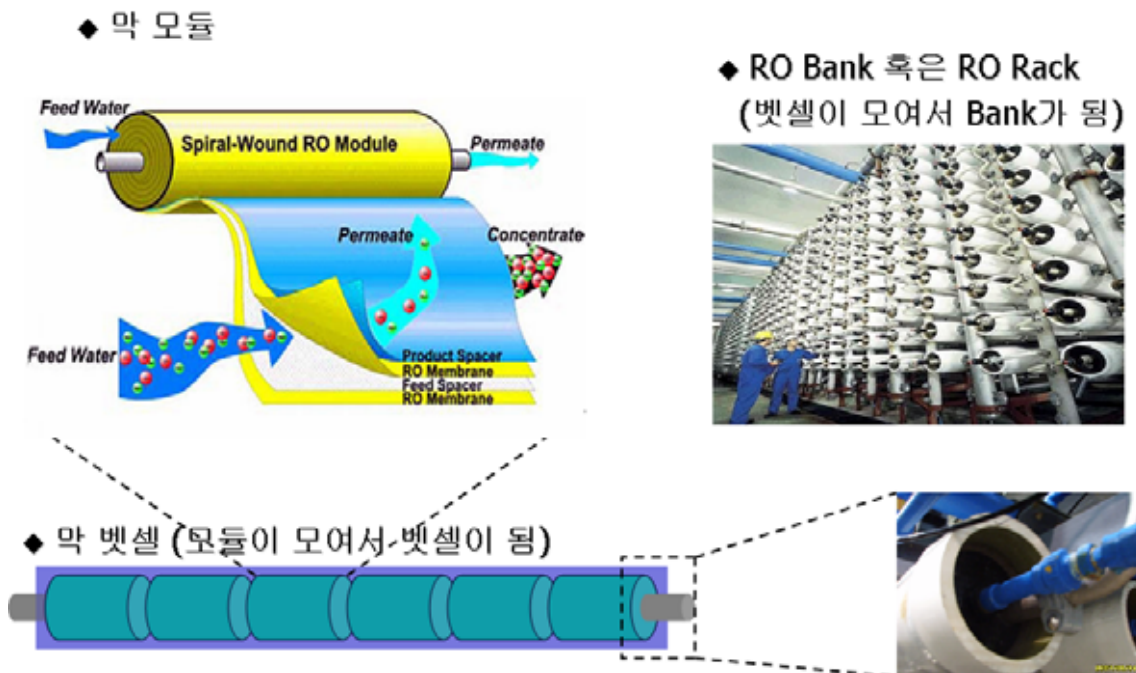 ◆ 막 모듈
◆ RO Bank 혹은 RO Rack
(벳셀이 모여서 Bank가 됨)
Feed Water
Spiral-Wound RO Module
Permeate
Permeate
Concentrate
Feed Water
Product Spacer
RO Membrane
Feed Spacer
RO Membrane
◆ 막 벳셀 (모듈이 모여서 벳셀이 됨)